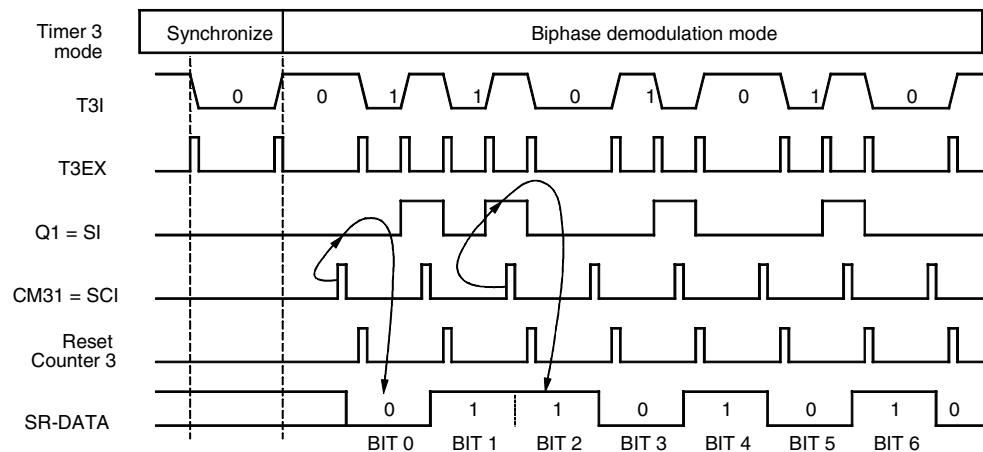 Timer 3
mode
Synchronize
Biphase demodulation mode
T3I
0 0 1 1 0 1 0 1 0
T3EX
Q1 = SI
CM31 = SCI
Reset
Counter 3
SR-DATA
0 1 1 0 1 0 1 0
BIT 0 BIT 1 BIT 2 BIT 3 BIT 4 BIT 5 BIT 6